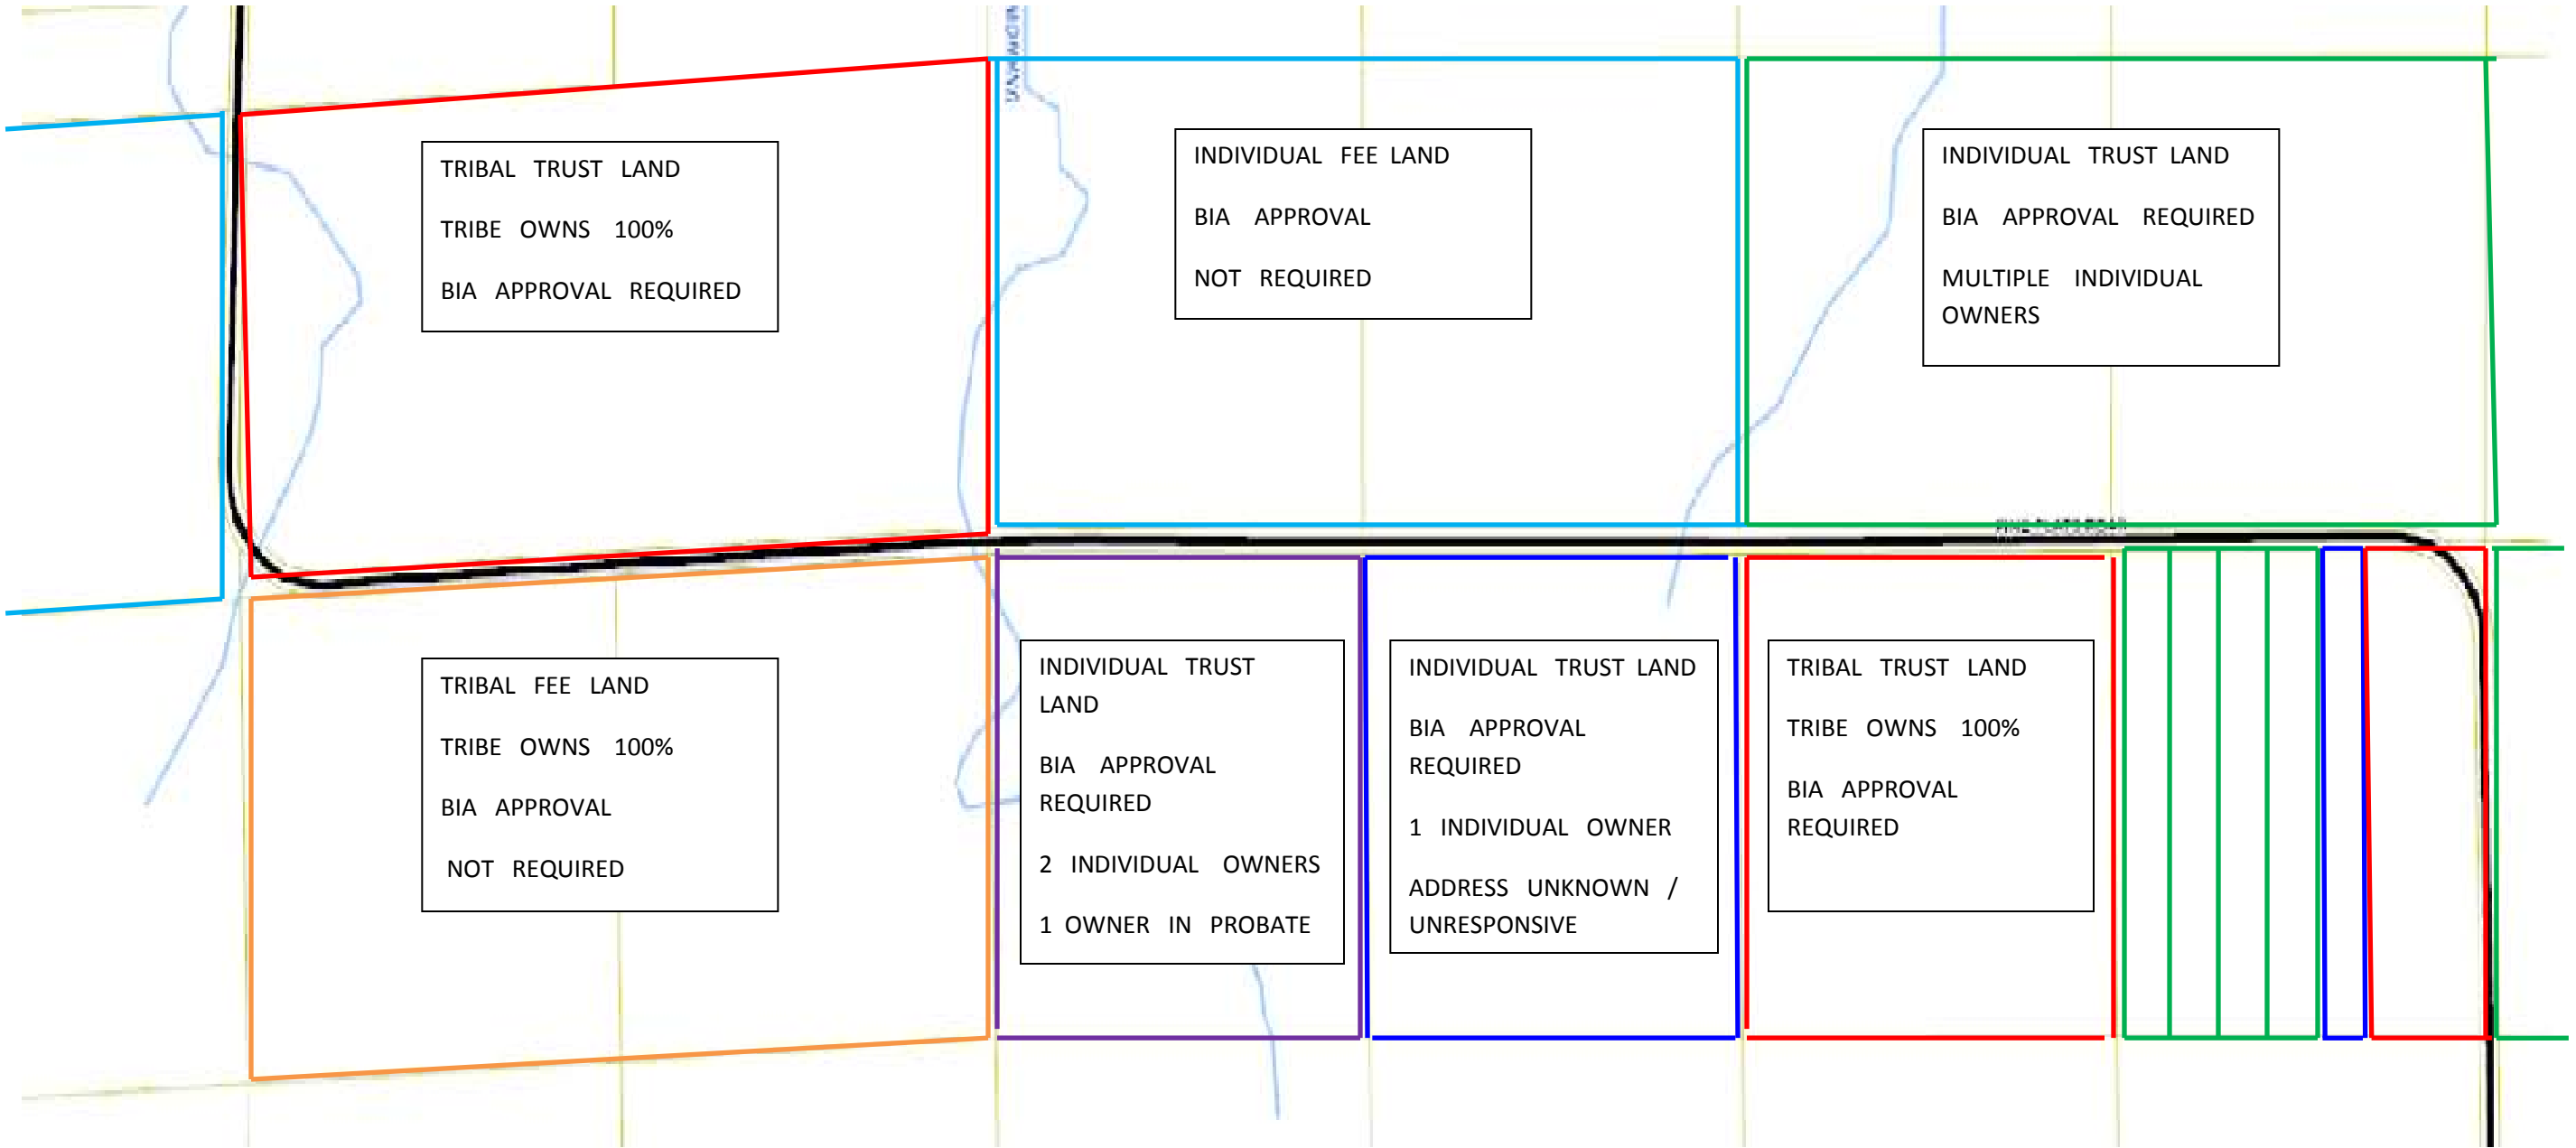 TRIBAL TRUST LAND
TRIBE OWNS 100%
BIA APPROVAL REQUIRED
INDIVIDUAL FEE LAND
BIA APPROVAL
NOT REQUIRED
INDIVIDUAL TRUST LAND
BIA APPROVAL REQUIRED
MULTIPLE INDIVIDUAL
OWNERS
TRIBAL FEE LAND
TRIBE OWNS 100%
BIA APPROVAL
NOT REQUIRED
INDIVIDUAL TRUST
LAND
BIA APPROVAL
REQUIRED
2 INDIVIDUAL OWNERS
1 OWNER IN PROBATE
INDIVIDUAL TRUST LAND
BIA APPROVAL
REQUIRED
1 INDIVIDUAL OWNER
ADDRESS UNKNOWN /
UNRESPONSIVE
TRIBAL TRUST LAND
TRIBE OWNS 100%
BIA APPROVAL
REQUIRED